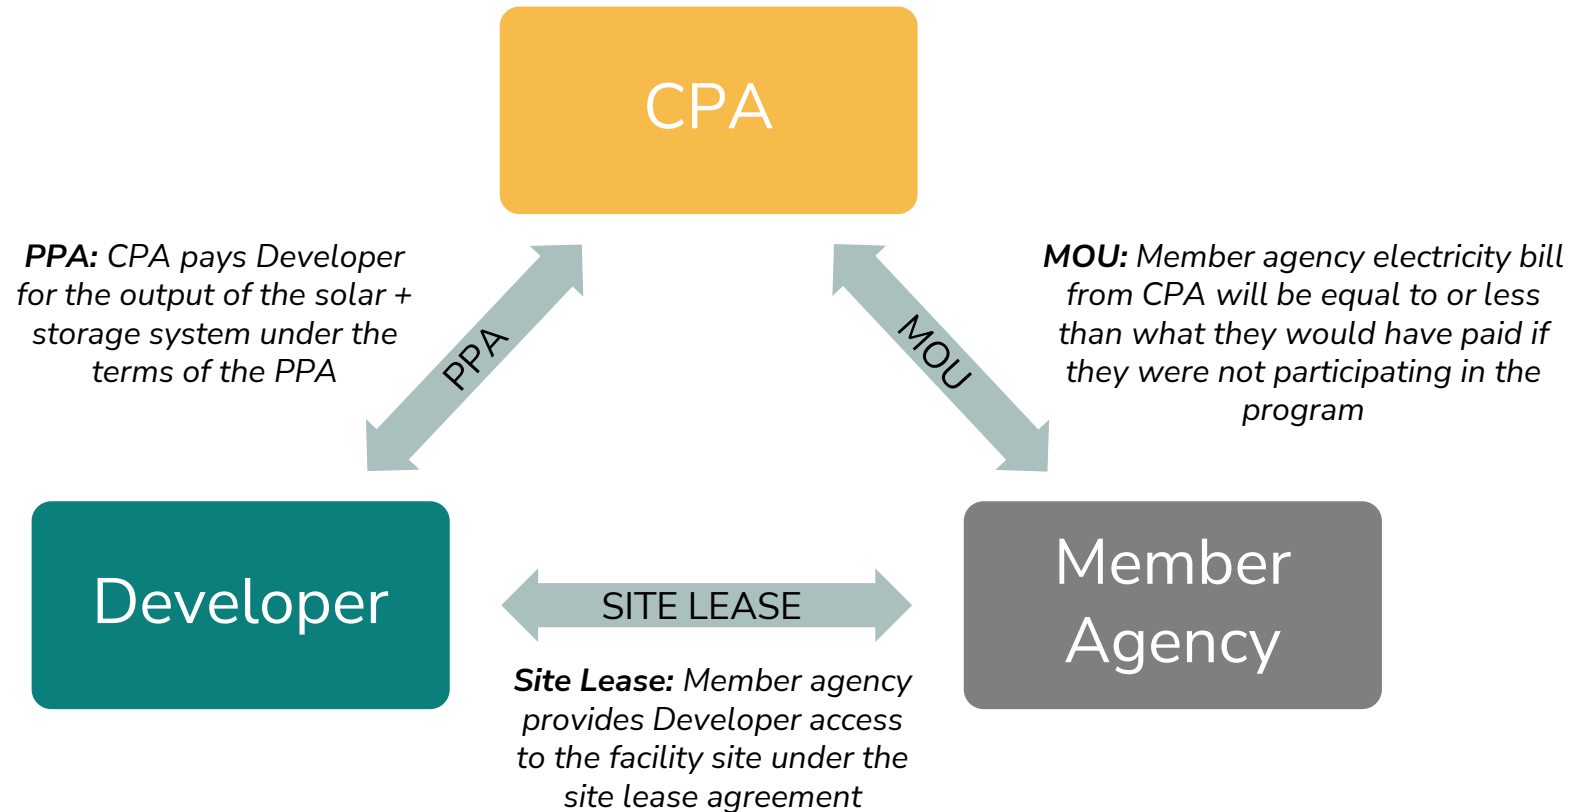 CPA
PPA: CPA pays Developer
for the output of the solar +
storage system under the
terms of the PPA
PPA
MOU
MOU: Member agency electricity bill
from CPA will be equal to or less
than what they would have paid if
they were not participating in the
program
Developer
SITE LEASE
Member
Agency
Site Lease: Member agency
provides Developer access
to the facility site under the
site lease agreement